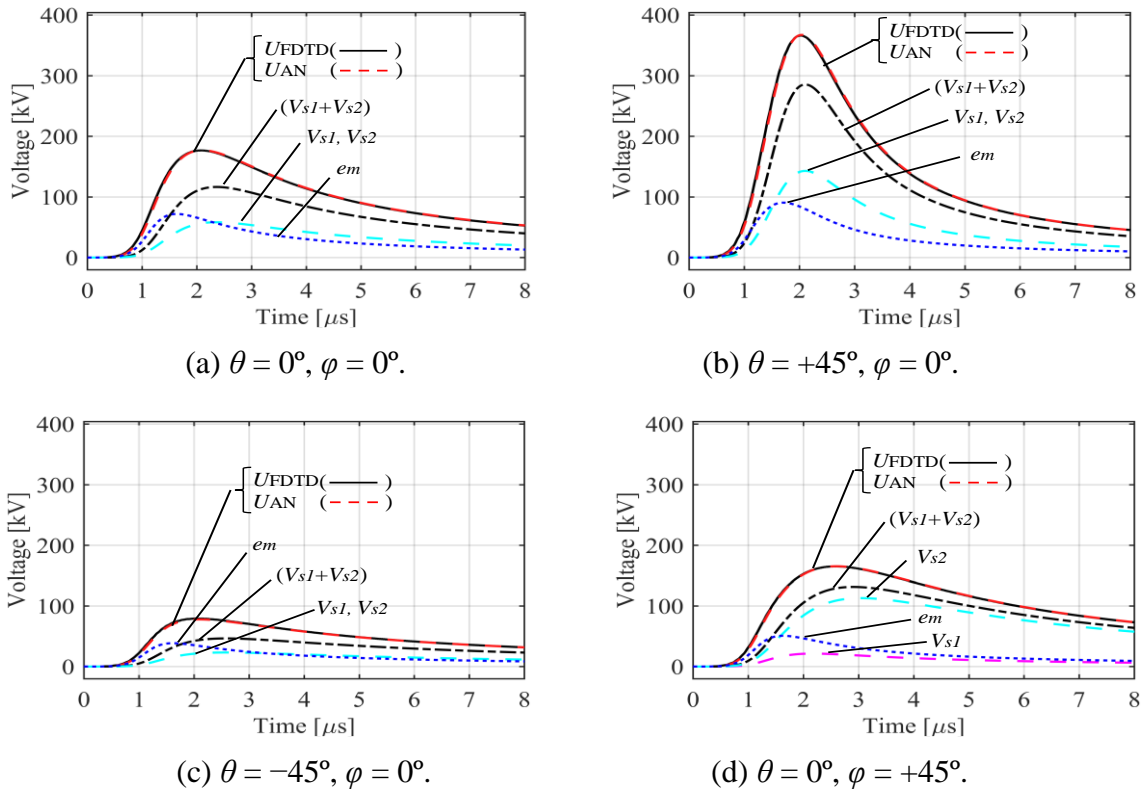 400
300
200
100
0
Voltage [kV]
UFDTD( )
UAN ( )
(Vs1+Vs2)
Vs1, Vs2
em
0 1 2 3 4 5 6 7 8
Time [μs]
(a) θ = 0º, φ = 0º.
400
300
200
100
0
Voltage [kV]
UFDTD( )
UAN ( )
(Vs1+Vs2)
Vs1, Vs2
em
0 1 2 3 4 5 6 7 8
Time [μs]
(b) θ = +45º, φ = 0º.
400
300
200
100
0
Voltage [kV]
UFDTD( )
UAN ( )
em
(Vs1+Vs2)
Vs1, Vs2
0 1 2 3 4 5 6 7 8
Time [μs]
(c) θ = −45º, φ = 0º.
400
300
200
100
0
Voltage [kV]
UFDTD( )
UAN ( )
(Vs1+Vs2)
Vs2
em
Vs1
0 1 2 3 4 5 6 7 8
Time [μs]
(d) θ = 0º, φ = +45º.